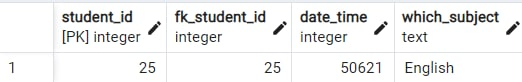 student_id fk_student_id date_time which_subject
[PK] integer integer integer text
1 25 25 50621 English